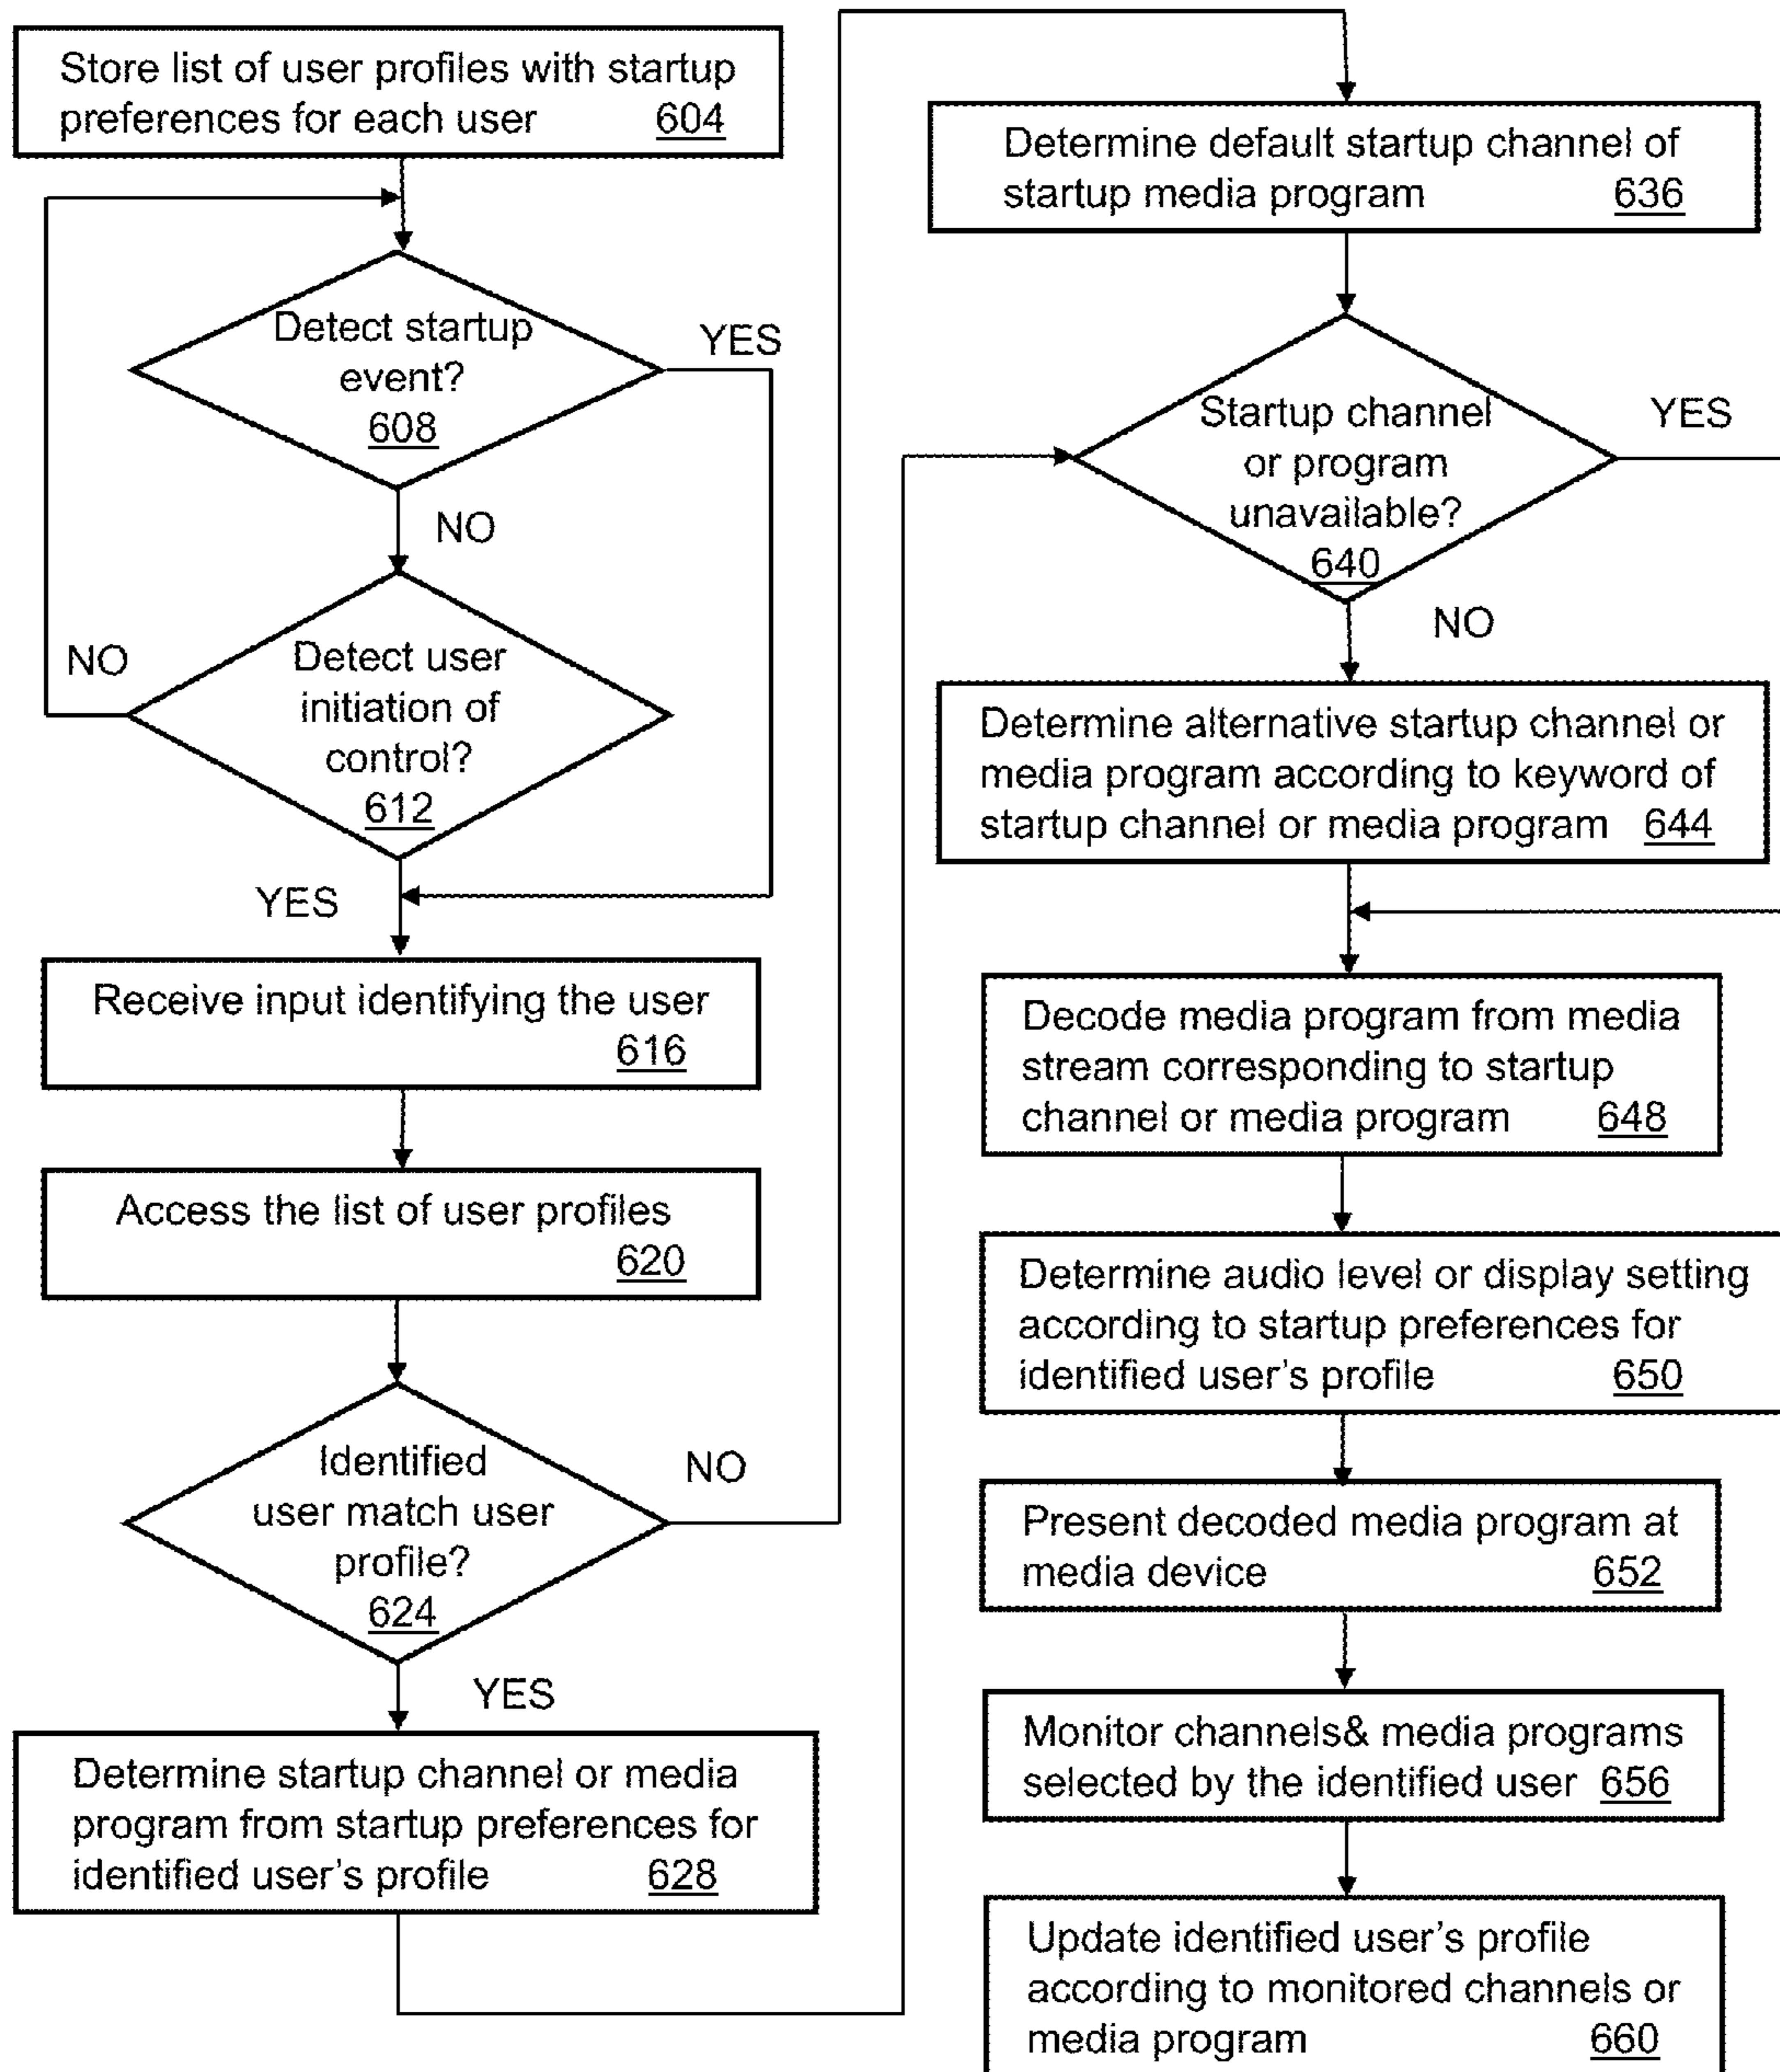 Store list of user profiles with startup
preferences for each user 604
Detect startup
event?
608
YES
NO
Detect user
initiation of
control?
612
NO
YES
Receive input identifying the user
616
Access the list of user profiles
620
Identified
user match user
profile?
624
NO
YES
Determine startup channel or media
program from startup preferences for
identified user's profile 628
Determine default startup channel of
startup media program 636
Startup channel
or program
unavailable?
640
YES
NO
Determine alternative startup channel or
media program according to keyword of
startup channel or media program 644
Decode media program from media
stream corresponding to startup
channel or media program 648
Determine audio level or display setting
according to startup preferences for
identified user's profile 650
Present decoded media program at
media device 652
Monitor channels& media programs
selected by the identified user 656
Update identified user's profile
according to monitored channels or
media program 660